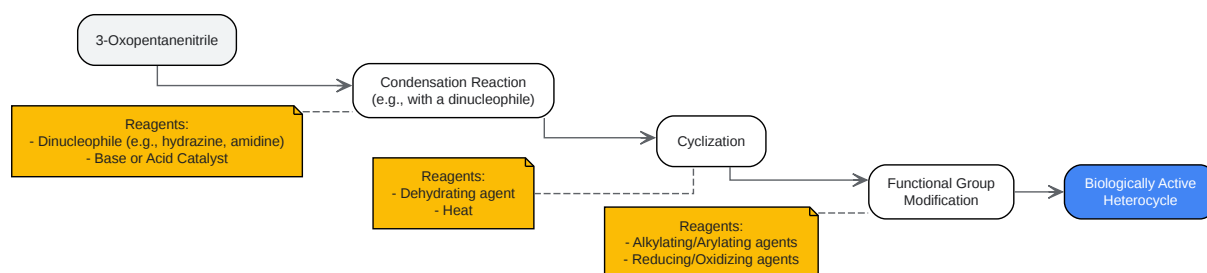 3-Oxopentanenitrile
Condensation Reaction
(e.g., with a dinucleophile)
Reagents:
- Dinucleophile (e.g., hydrazine, amidine)
- Base or Acid Catalyst
Cyclization
Reagents:
- Dehydrating agent
- Heat
Functional Group
Modification
Biologically Active
Heterocycle
Reagents:
- Alkylating/Arylating agents
- Reducing/Oxidizing agents